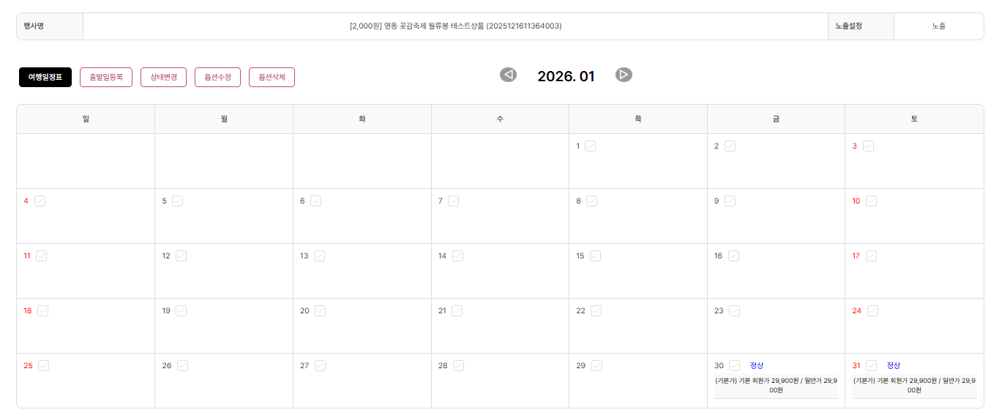 행사명 [2,000원] 영동 곶감축제 월류봉 테스트상품 (2025121611364003) 노출설정 노출
여행일정표 출발일등록 상태변경 옵션수정 옵션삭제 2026. 01
일 월 화 수 목 금 토
1 2 3
4 5 6 7 8 9 10
11 12 13 14 15 16 17
18 19 20 21 22 23 24
25 26 27 28 29 30 정상 31 정상
(기본가) 기본 회원가 29,900원 / 일반가 29,9
00원
(기본가) 기본 회원가 29,900원 / 일반가 29,9
00원